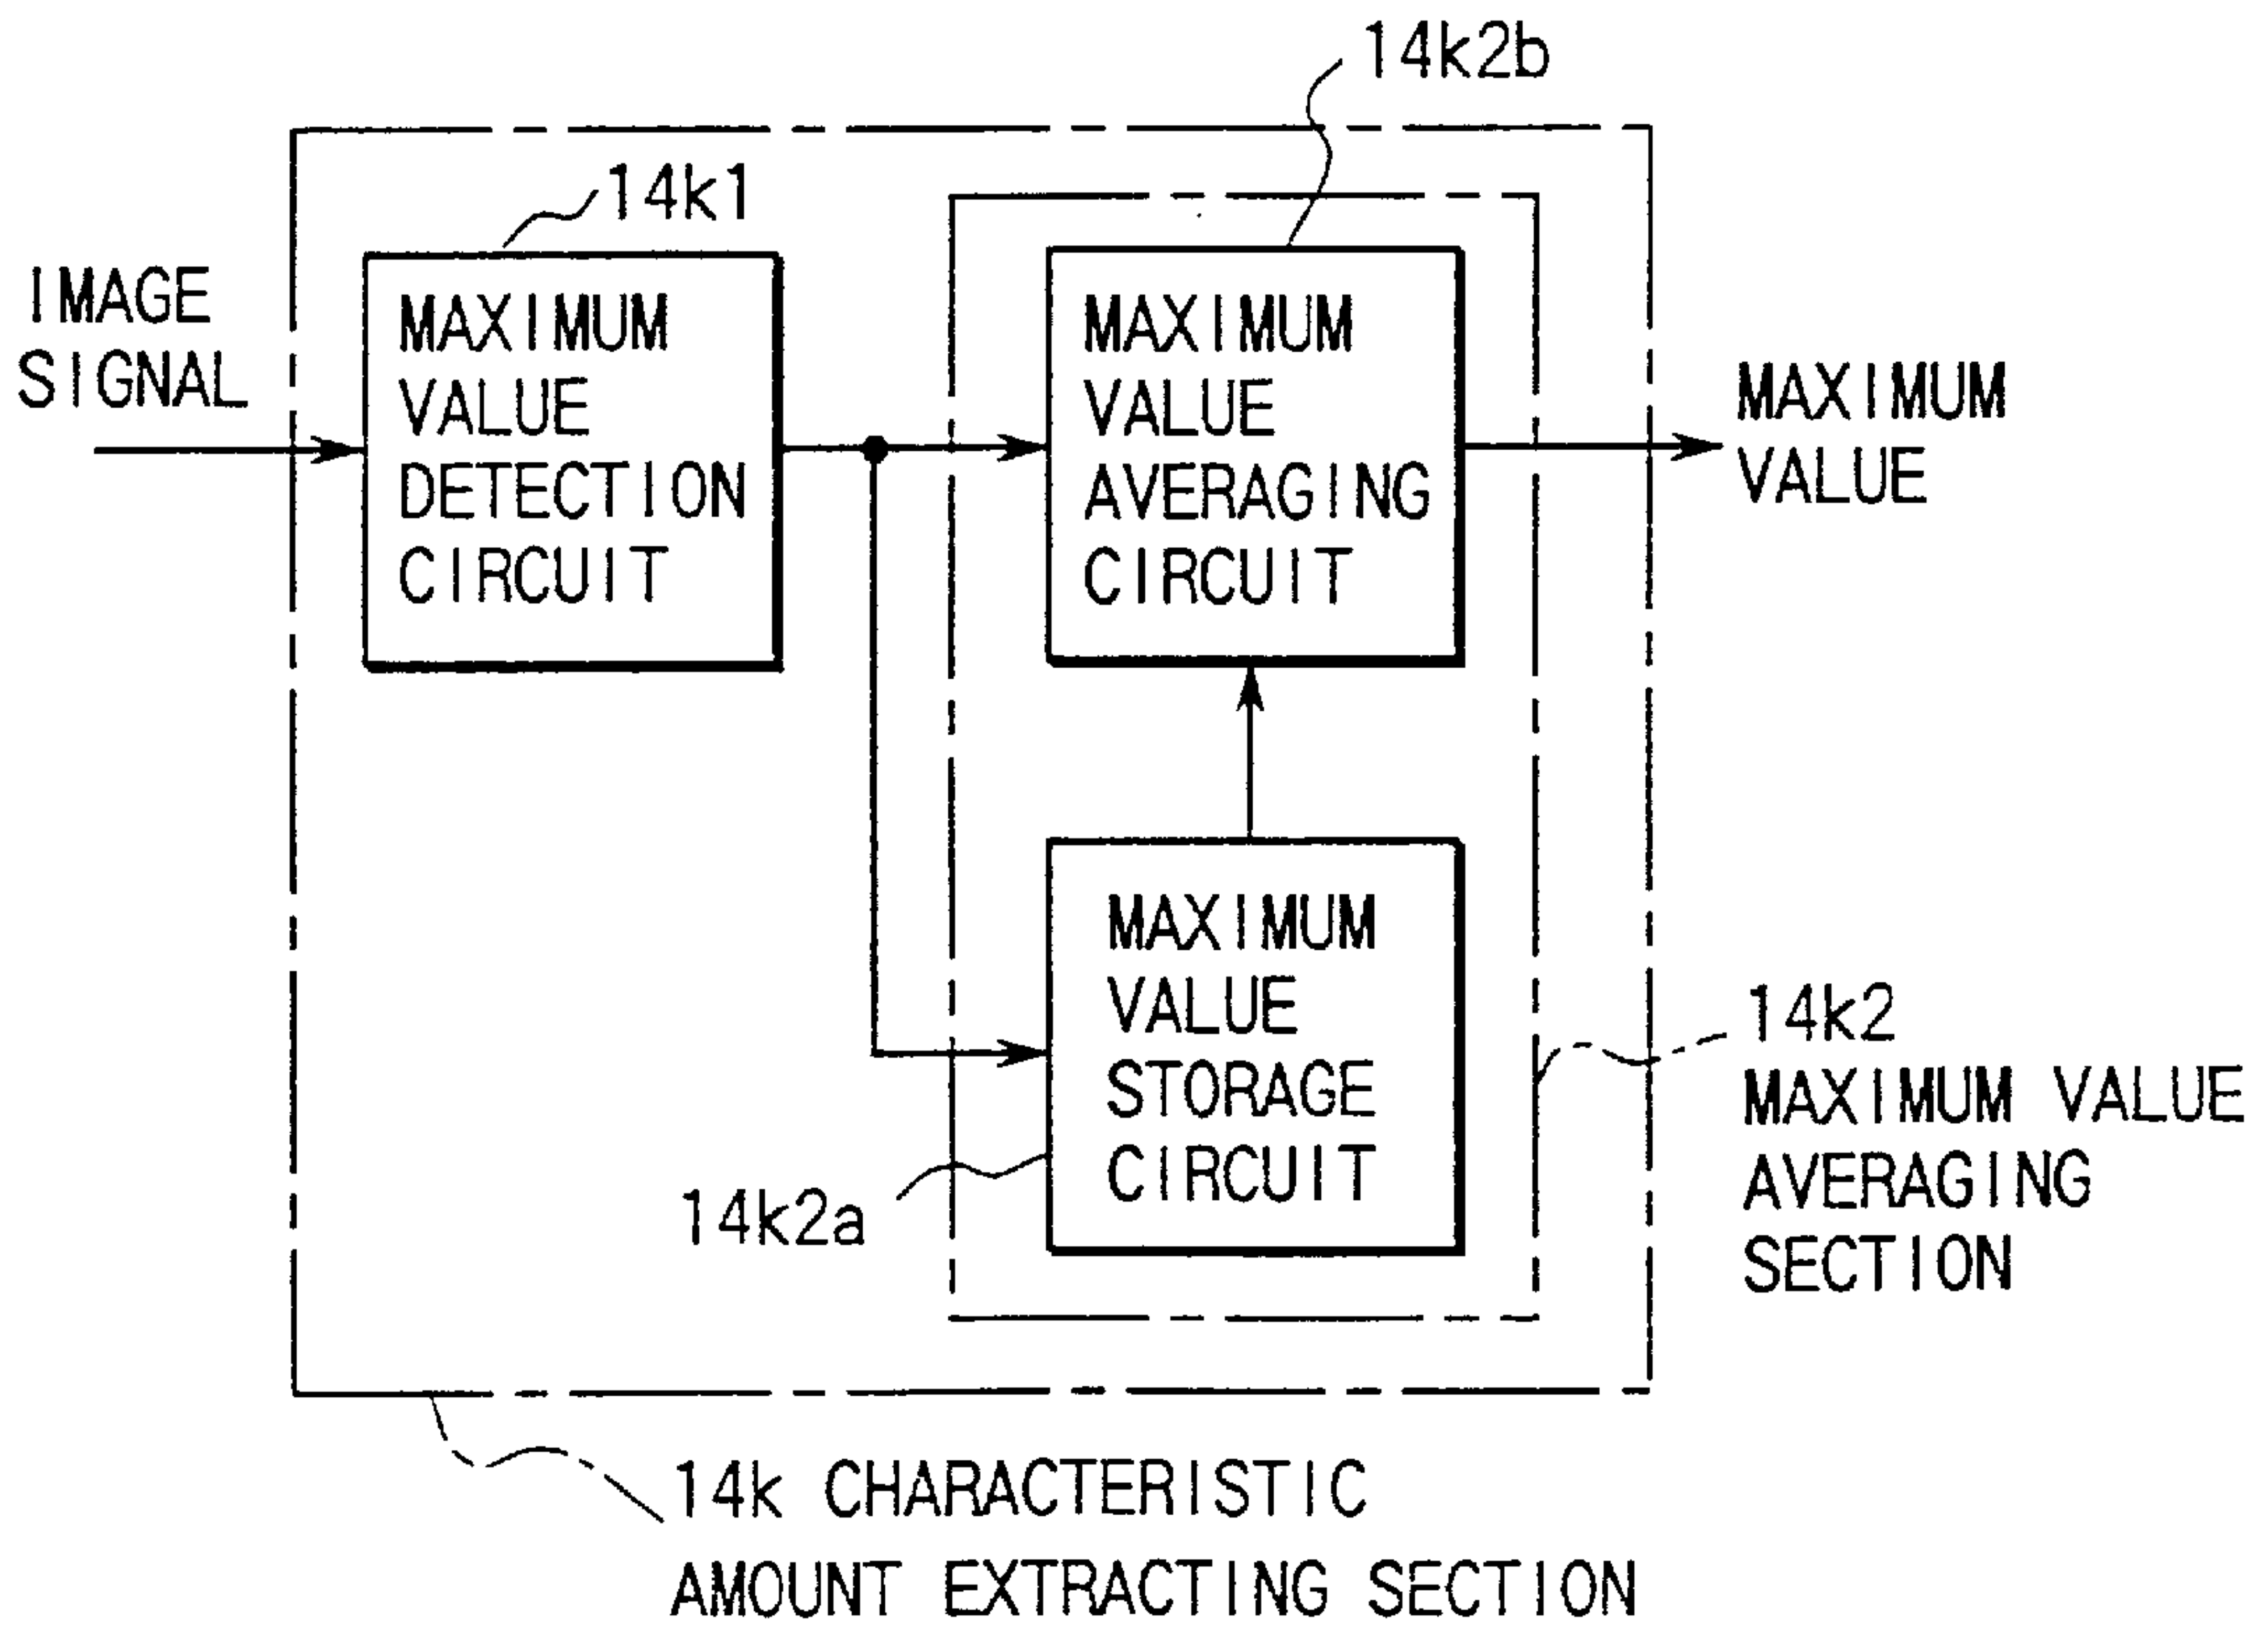 14k2b
14k1
IMAGE
SIGNAL
MAXIMUM
VALUE
DETECTION
CIRCUIT
MAXIMUM
VALUE
AVERAGING
CIRCUIT
MAXIMUM
VALUE
MAXIMUM
VALUE
STORAGE
CIRCUIT
14k2a
14k2
MAXIMUM VALUE
AVERAGING
SECTION
14k CHARACTERISTIC
AMOUNT EXTRACTING SECTION